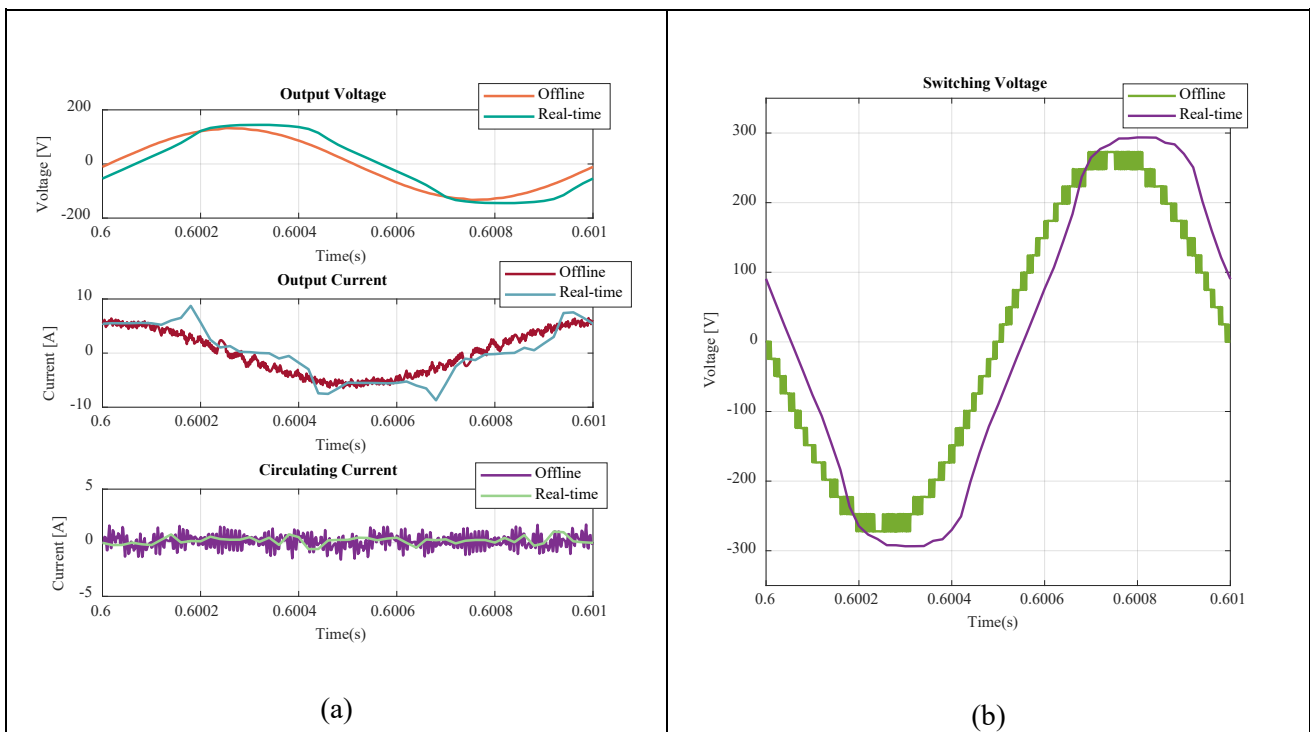 Output Voltage
Offline
Real-time
Voltage [V]
200
0
-200
0.6
0.6002
0.6004
0.6006
0.6008
0.601
Time(s)
Output Current
Offline
Real-time
Current [A]
10
0
-10
0.6
0.6002
0.6004
0.6006
0.6008
0.601
Time(s)
Circulating Current
Offline
Real-time
Current [A]
5
0
-5
0.6
0.6002
0.6004
0.6006
0.6008
0.601
Time(s)
(a)
Switching Voltage
Offline
Real-time
Voltage [V]
300
200
100
0
-100
-200
-300
0.6
0.6002
0.6004
0.6006
0.6008
0.601
Time(s)
(b)